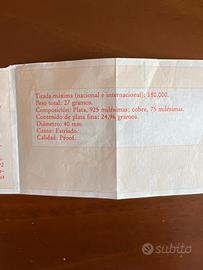 Tirada máxima (nacional e internacional): 180.000.
Peso total: 27 gramos.
Composición: Plata, 925 milésimas; cobre, 75 milésimas.
Contenido de plata fina: 24,98 gramos.
Diámetro: 40 mm.
Canto: Estriado.
Calidad: Proof.
subito